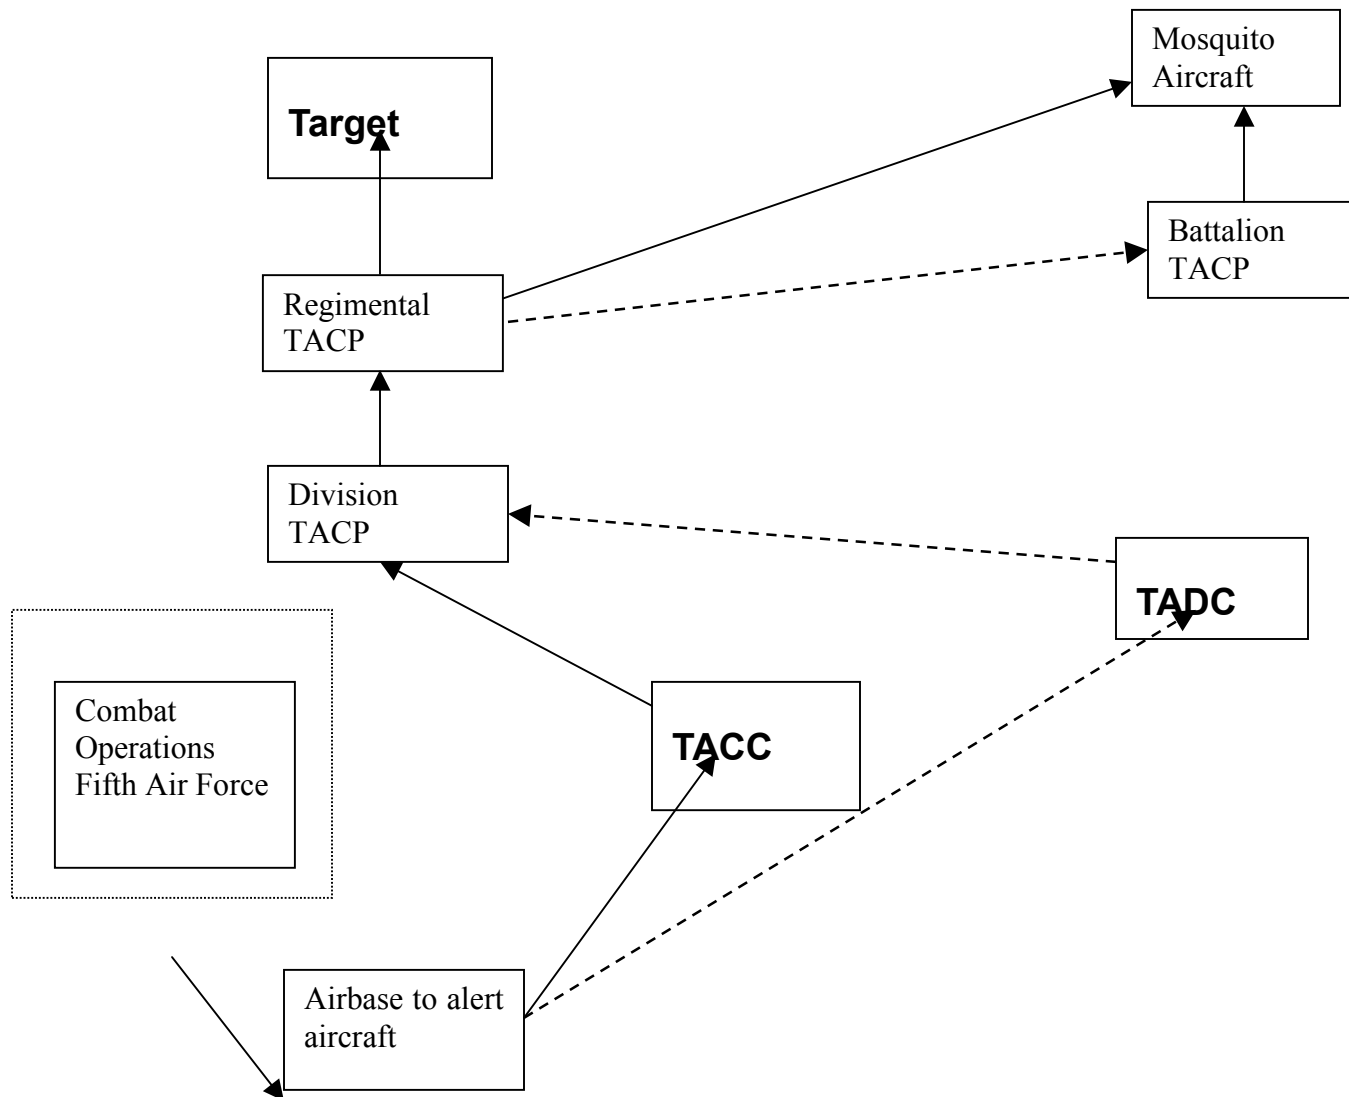 Mosquito
Aircraft
Target
Battalion
TACP
Regimental
TACP
Division
TACP
TADC
Combat
Operations
Fifth Air Force
TACC
Airbase to alert
aircraft